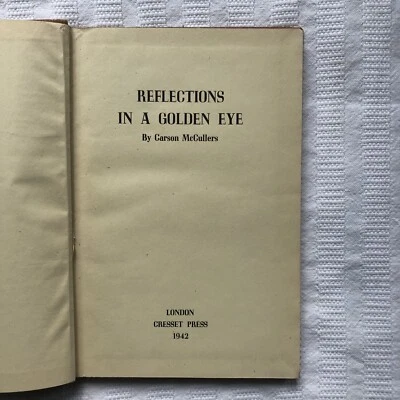 REFLECTIONS
IN A GOLDEN EYE
By Carson McCullers
LONDON
CRESSET PRESS
1942